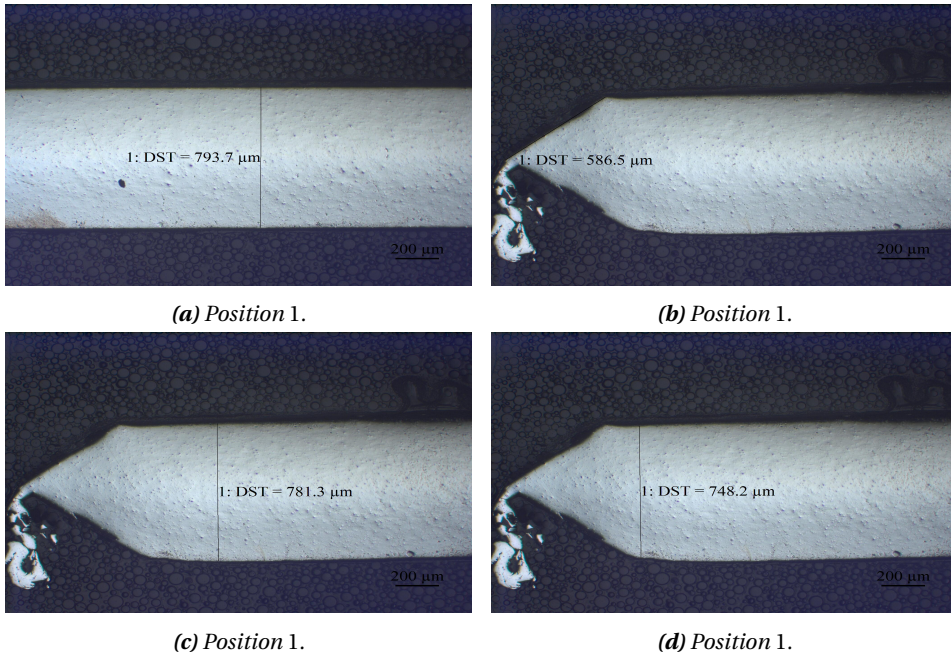 1: DST = 793.7 µm
200 µm
(a) Position 1.
1: DST = 586.5 µm
200 µm
(b) Position 1.
1: DST = 781.3 µm
200 µm
(c) Position 1.
1: DST = 748.2 µm
200 µm
(d) Position 1.